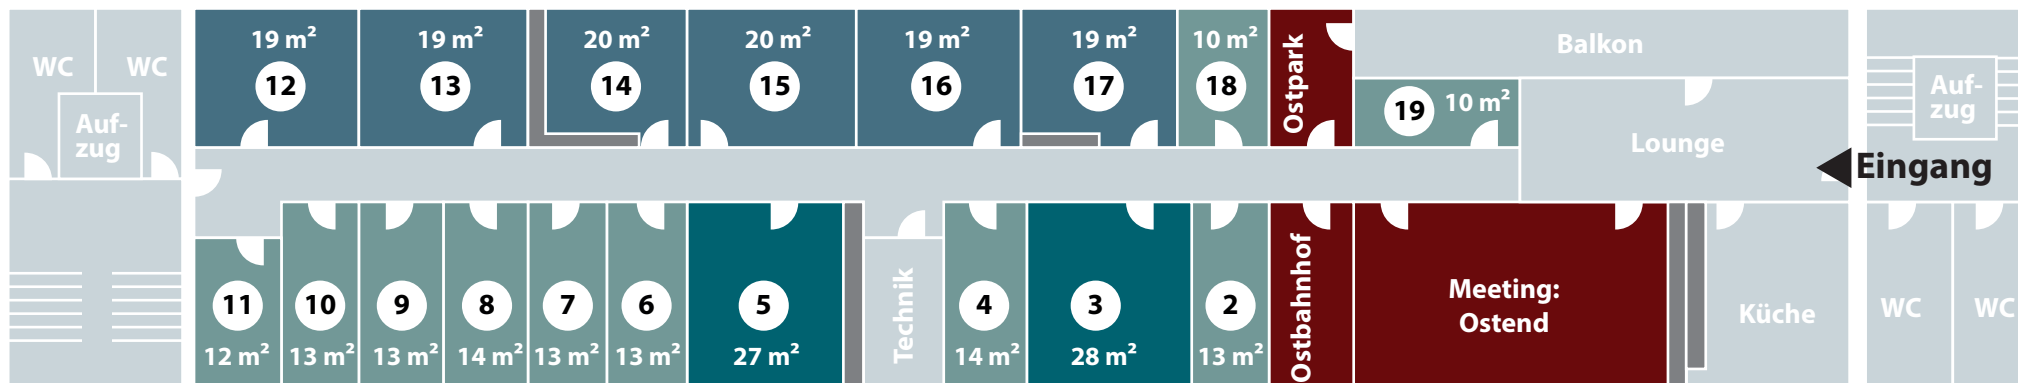 WC
WC
Auf-
zug
19 m²
12
19 m²
13
20 m²
14
20 m²
15
19 m²
16
19 m²
17
10 m²
18
Ostpark
19
10 m²
Balkon
Lounge
Auf-
zug
Eingang
11
12 m²
10
13 m²
9
13 m²
8
14 m²
7
13 m²
6
13 m²
5
27 m²
Technik
4
14 m²
3
28 m²
2
13 m²
Ostbahnhof
Meeting:
Ostend
Küche
WC
WC